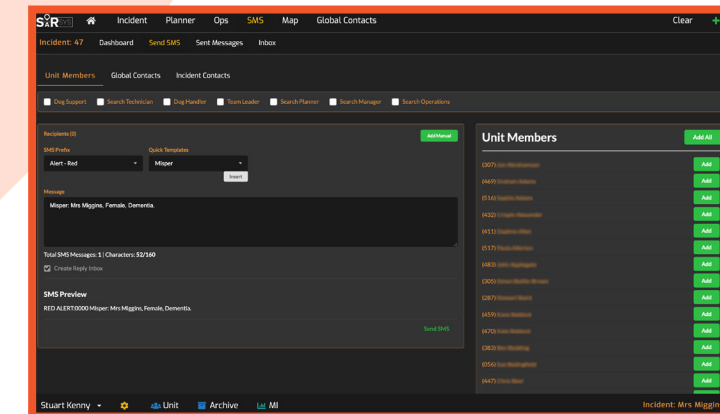 SARSYS Incident Planner Ops SMS Map Global Contacts Clear +
Incident: 47 Dashboard Send SMS Sent Messages Inbox
Unit Members Global Contacts Incident Contacts
Dog Support Search Technician Dog Handler Team Leader Search Planner Search Manager Search Operations
Recipients (0) Add Manual
SMS Prefix Quick Templates
Alert - Red Misper
Insert
Message
Misper: Mrs Miggins, Female, Dementia.
Total SMS Messages: 1 | Characters: 52/160
Create Reply Inbox
SMS Preview
RED ALERT:0000 Misper: Mrs Miggins, Female, Dementia.
Send SMS
Unit Members Add All
(307) Add
(469) Add
(516) Add
(432) Add
(411) Add
(517) Add
(483) Add
(305) Add
(287) Add
(459) Add
(470) Add
(383) Add
(056) Add
(447) Add
Stuart Kenny Unit Archive MI Incident: Mrs Miggin